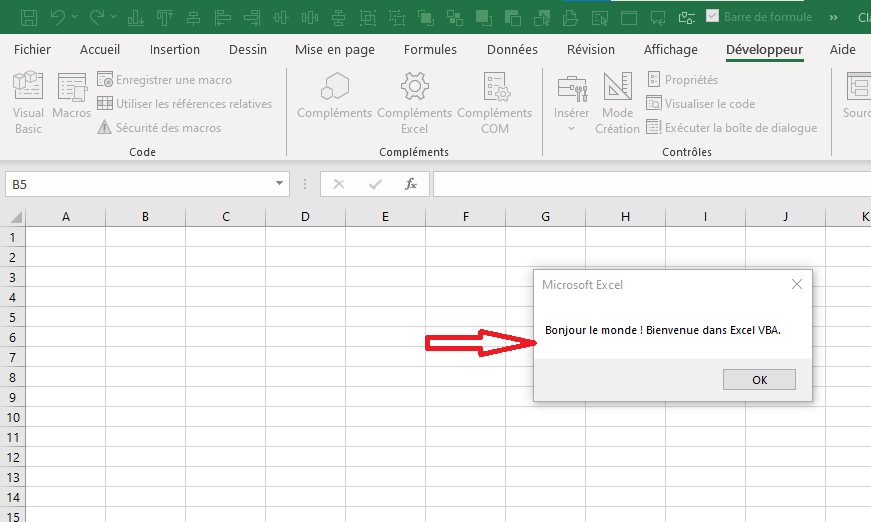 Barre de formule » Cl
Fichier Accueil Insertion Dessin Mise en page Formules Données Révision Affichage Développeur Aide
Visual Basic
Macros
Enregistrer une macro
Utiliser les références relatives
Sécurité des macros
Code
Compléments
Compléments Excel
Compléments COM
Compléments
Insérer
Mode Création
Propriétés
Visualiser le code
Exécuter la boîte de dialogue
Contrôles
Sourc
B5 fx
A B C D E F G H I J K
1
2
3
4
5
6
7
8
9
10
11
12
13
14
15
Microsoft Excel
Bonjour le monde ! Bienvenue dans Excel VBA.
OK